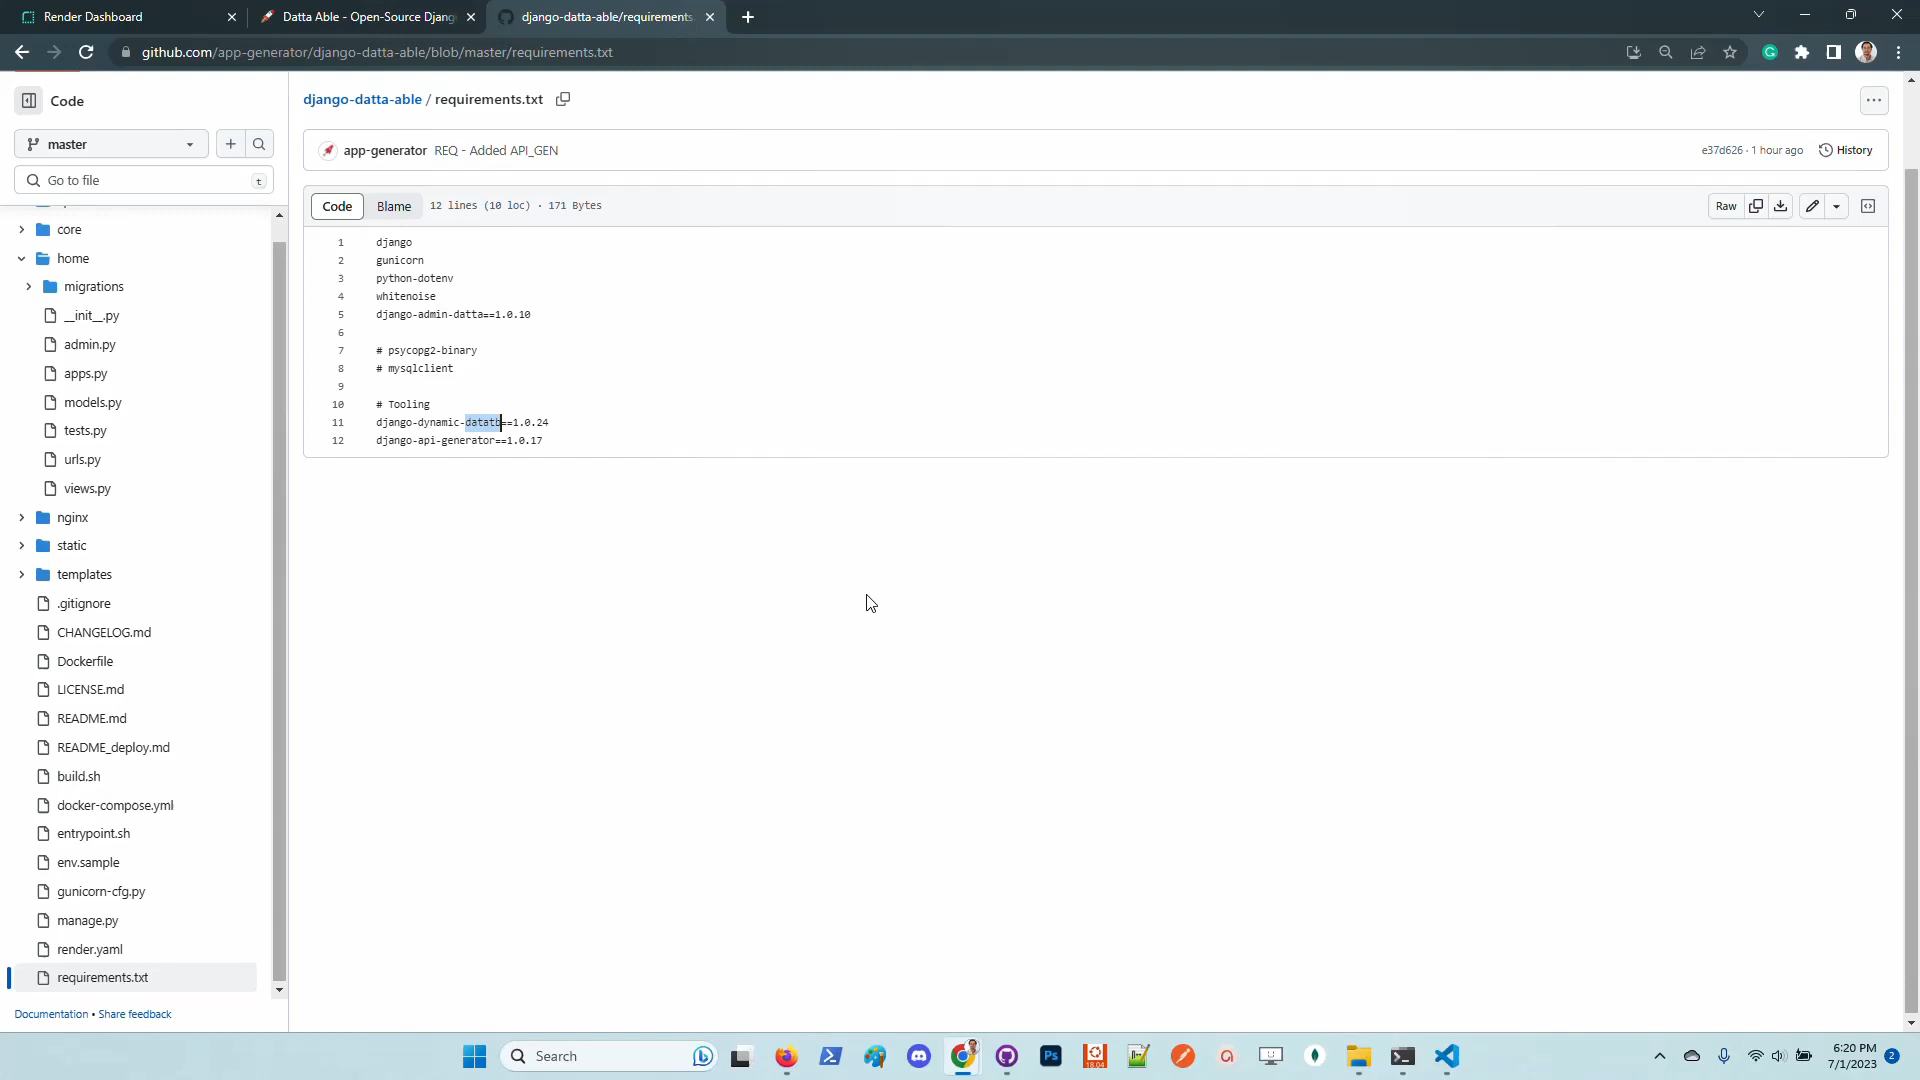 Render Dashboard
Datta Able - Open-Source Djang
django-datta-able/requirements.
github.com/app-generator/django-datta-able/blob/master/requirements.txt
Code
master
Go to file
t
core
home
migrations
__init__.py
admin.py
apps.py
models.py
tests.py
urls.py
views.py
nginx
static
templates
.gitignore
CHANGELOG.md
Dockerfile
LICENSE.md
README.md
README_deploy.md
build.sh
docker-compose.yml
entrypoint.sh
env.sample
gunicorn-cfg.py
manage.py
render.yaml
requirements.txt
Documentation • Share feedback
django-datta-able / requirements.txt
app-generator REQ - Added API_GEN
e37d626 · 1 hour ago History
Code Blame 12 lines (10 loc) · 171 Bytes
Raw
1 django
2 gunicorn
3 python-dotenv
4 whitenoise
5 django-admin-datta==1.0.10
6
7 # psycopg2-binary
8 # mysqlclient
9
10 # Tooling
11 django-dynamic-datatb==1.0.24
12 django-api-generator==1.0.17
Search
Ps
18.04
6:20 PM
7/1/2023
2